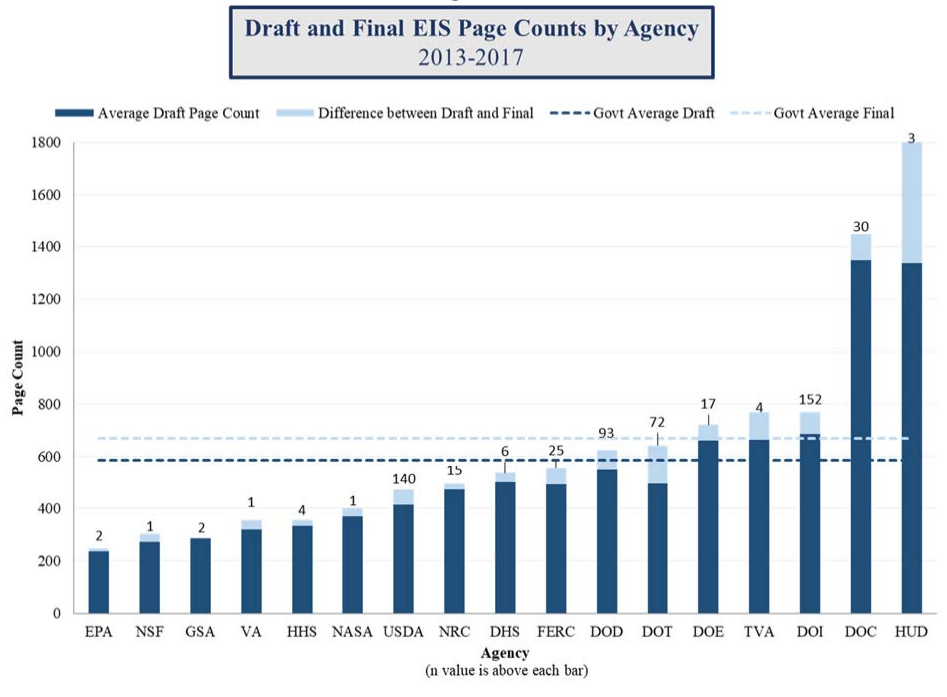 Draft and Final EIS Page Counts by Agency
2013-2017
Average Draft Page Count Difference between Draft and Final Govt Average Draft Govt Average Final
1800
1600
1400
1200
1000
800
600
400
200
0
Page Count
2 1 2 1 4 1 140 15 6 25 93 72 17 4 152 30 3
EPA NSF GSA VA HHS NASA USDA NRC DHS FERC DOD DOT DOE TVA DOI DOC HUD
Agency
(n value is above each bar)